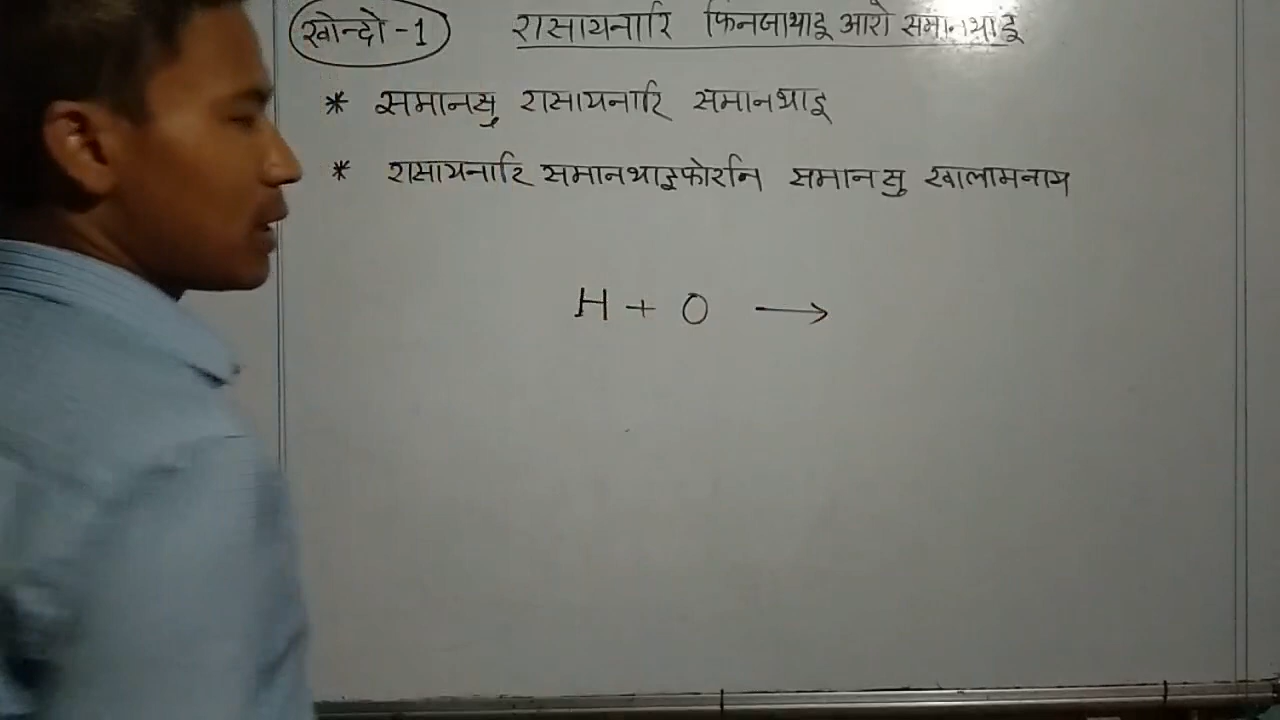 खोन्दो -1
रासायनारि फिनजाथाइ आरो समानथाइ
* समानसु रासायनारि समानथाइ
* रासायनारि समानथाइफोरनि समानसु खालामनाय
H + O ⟶